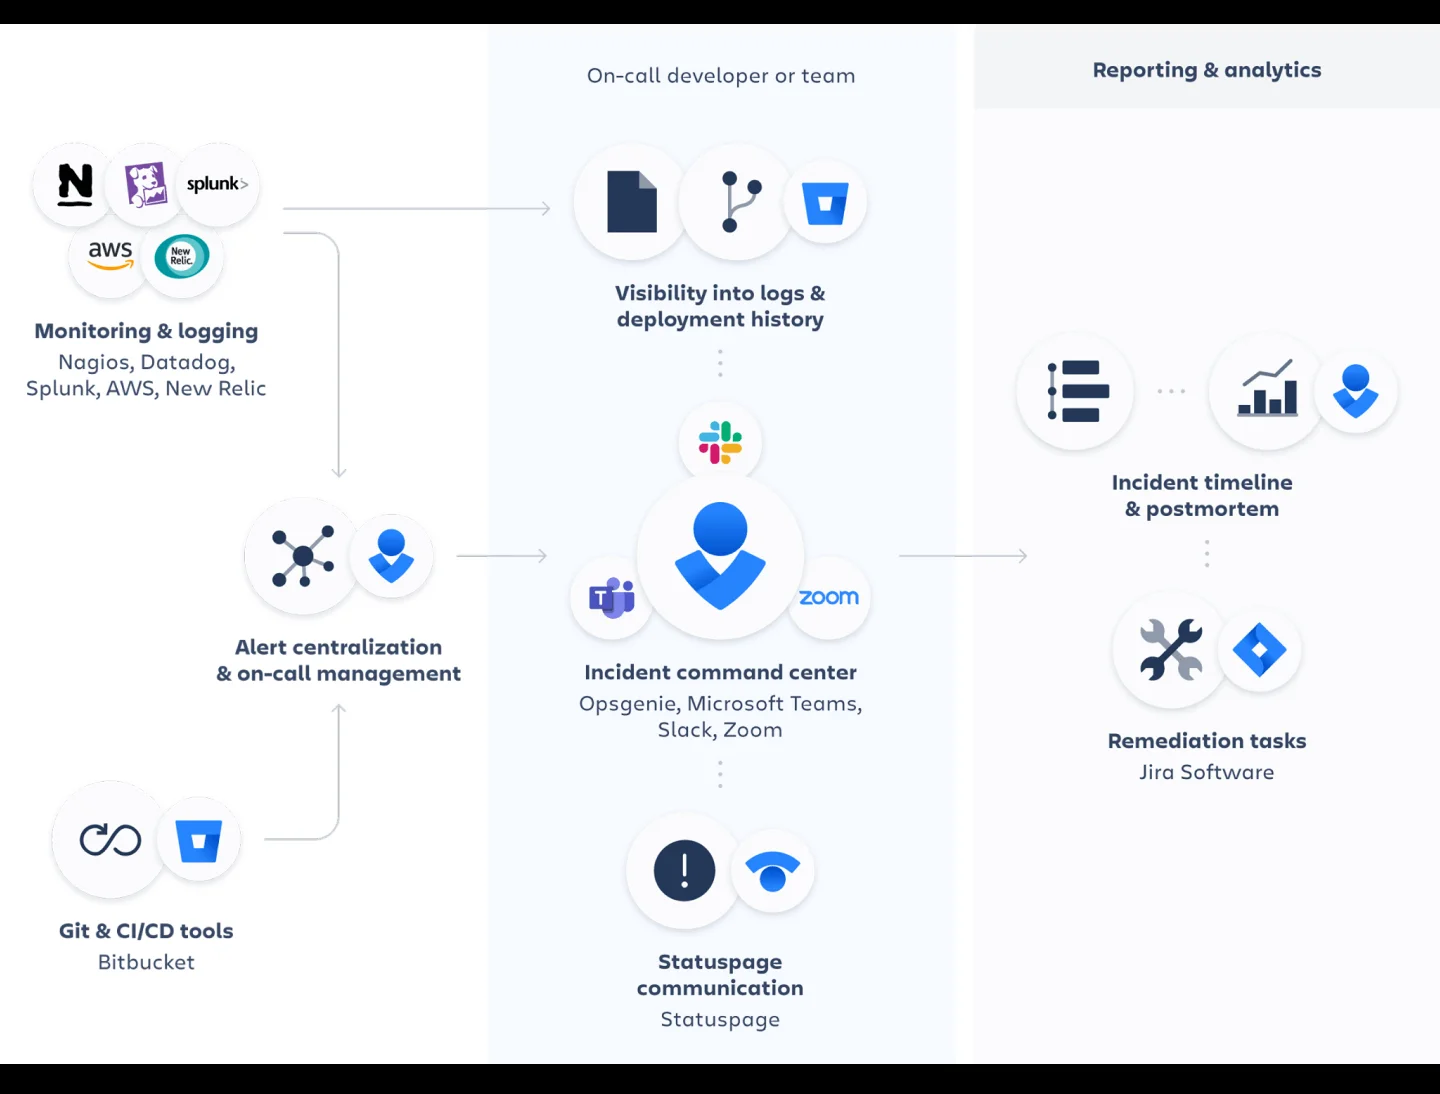 On-call developer or team
Reporting & analytics
N
splunk>
aws
New
Relic.
Monitoring & logging
Nagios, Datadog,
Splunk, AWS, New Relic
Visibility into logs &
deployment history
Alert centralization
& on-call management
T
zoom
Incident command center
Opsgenie, Microsoft Teams,
Slack, Zoom
Incident timeline
& postmortem
Remediation tasks
Jira Software
Git & CI/CD tools
Bitbucket
!
Statuspage
communication
Statuspage